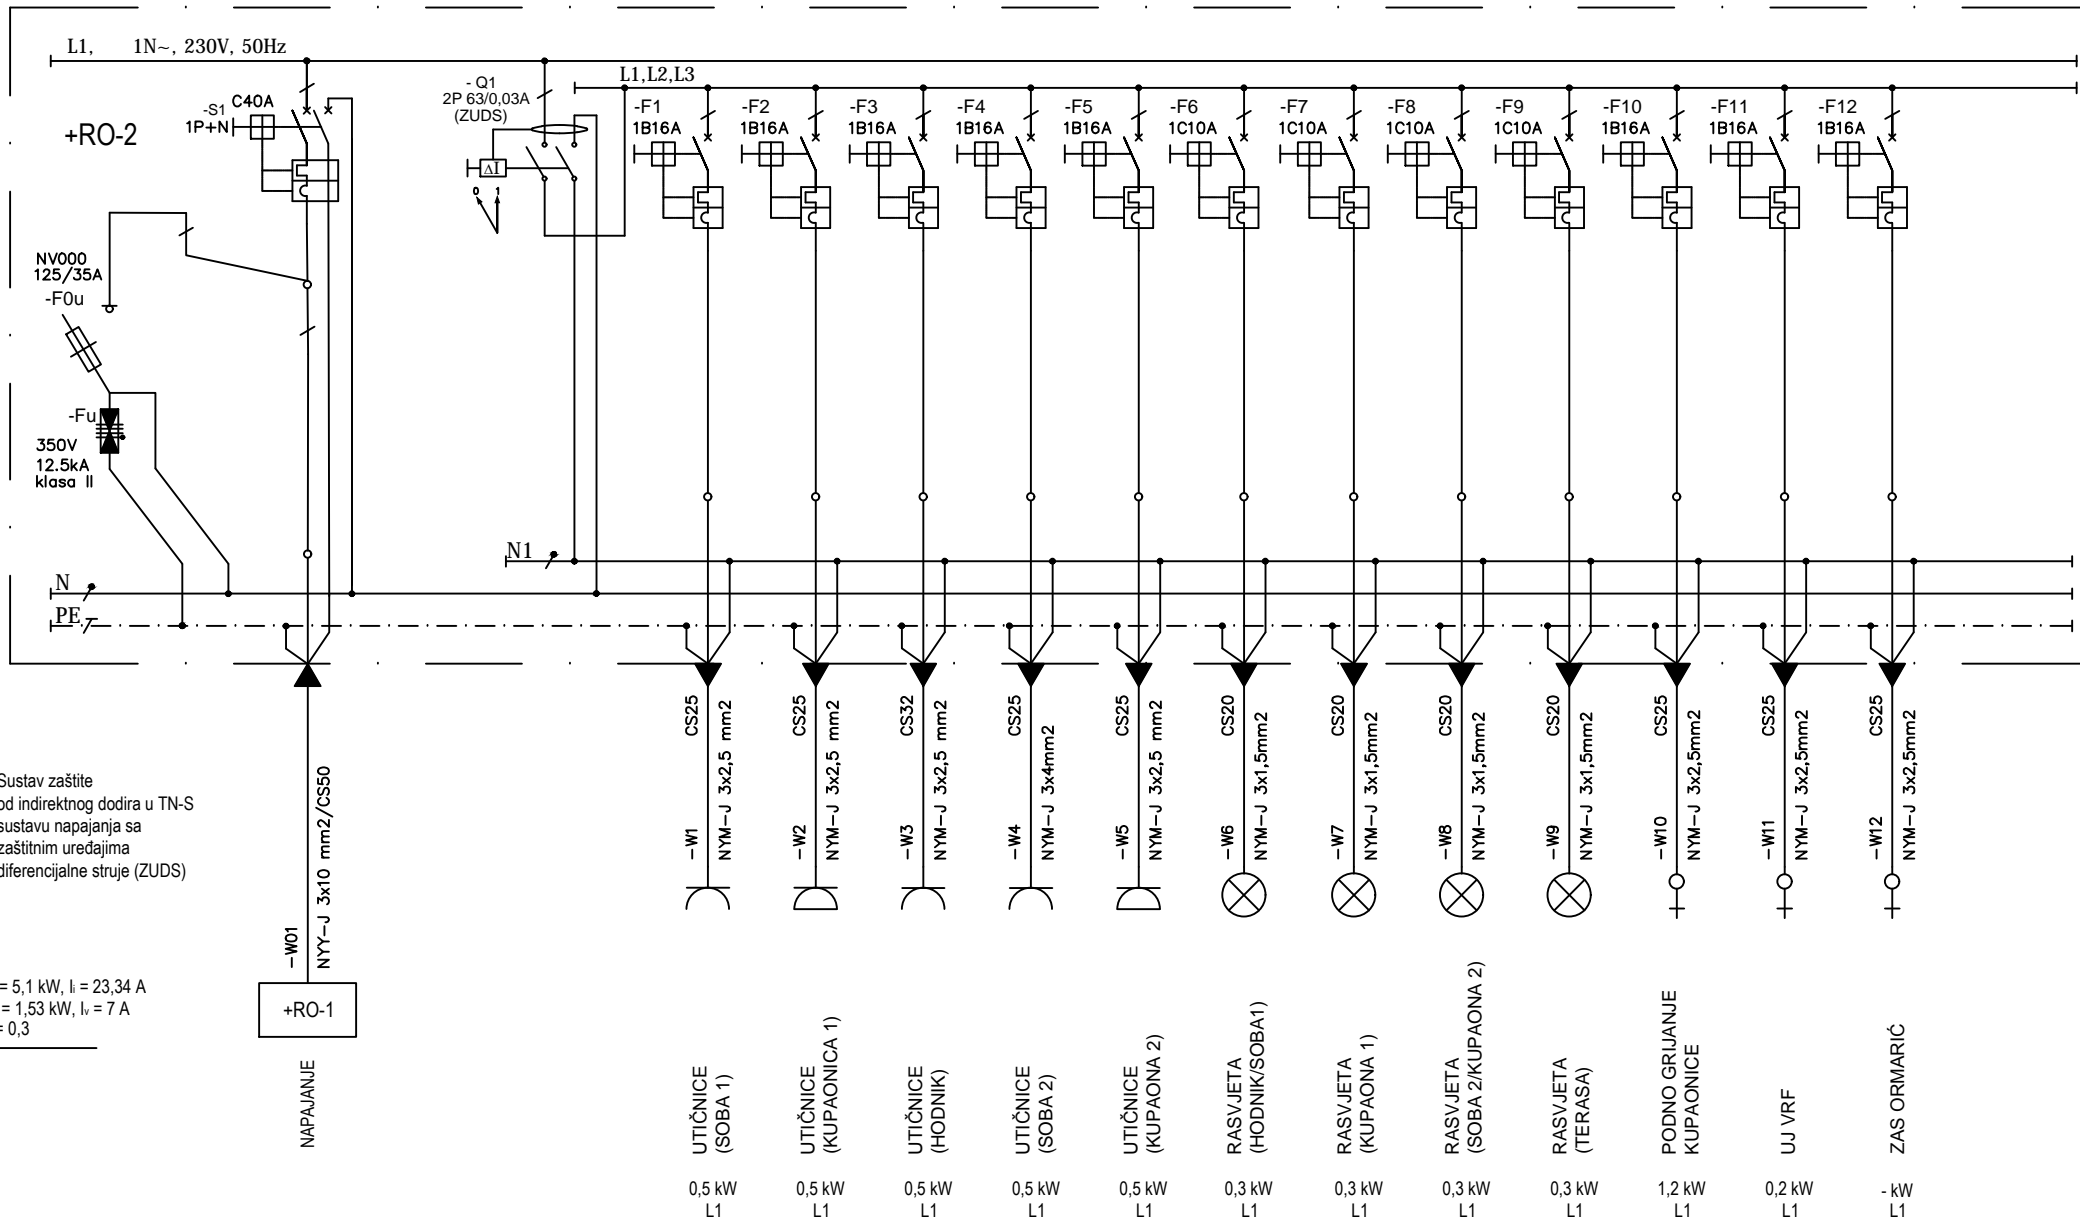 L1, 1N~, 230V, 50Hz
L1,L2,L3
+RO-2
-S1
C40A
1P+N
- Q1
2P 63/0,03A
(ZUDS)
ΔI
0 1
-F1
1B16A
-F2
1B16A
-F3
1B16A
-F4
1B16A
-F5
1B16A
-F6
1C10A
-F7
1C10A
-F8
1C10A
-F9
1C10A
-F10
1B16A
-F11
1B16A
-F12
1B16A
NV000
125/35A
-F0u
-Fu
350V
12.5kA
klasa II
N1
N
PE
CS25
CS25
CS32
CS25
CS25
CS20
CS20
CS20
CS20
CS25
CS25
CS25
-W1
NYM-J 3x2,5 mm2
-W2
NYM-J 3x2,5 mm2
-W3
NYM-J 3x2,5 mm2
-W4
NYM-J 3x4mm2
-W5
NYM-J 3x2,5 mm2
-W6
NYM-J 3x1,5mm2
-W7
NYM-J 3x1,5mm2
-W8
NYM-J 3x1,5mm2
-W9
NYM-J 3x1,5mm2
-W10
NYM-J 3x2,5mm2
-W11
NYM-J 3x2,5mm2
-W12
NYM-J 3x2,5mm2
Sustav zaštite
od indirektnog dodira u TN-S
sustavu napajanja sa
zaštitnim uređajima
diferencijalne struje (ZUDS)
-W01
NYY-J 3x10 mm2/CS50
= 5,1 kW, Iᵢ = 23,34 A
= 1,53 kW, Iᵥ = 7 A
= 0,3
+RO-1
NAPAJANJE
UTIČNICE
(SOBA 1)
UTIČNICE
(KUPAONICA 1)
UTIČNICE
(HODNIK)
UTIČNICE
(SOBA 2)
UTIČNICE
(KUPAONA 2)
RASVJETA
(HODNIK/SOBA1)
RASVJETA
(KUPAONA 1)
RASVJETA
(SOBA 2/KUPAONA 2)
RASVJETA
(TERASA)
PODNO GRIJANJE
KUPAONICE
UJ VRF
ZAS ORMARIĆ
0,5 kW
L1
0,5 kW
L1
0,5 kW
L1
0,5 kW
L1
0,5 kW
L1
0,3 kW
L1
0,3 kW
L1
0,3 kW
L1
0,3 kW
L1
1,2 kW
L1
0,2 kW
L1
- kW
L1